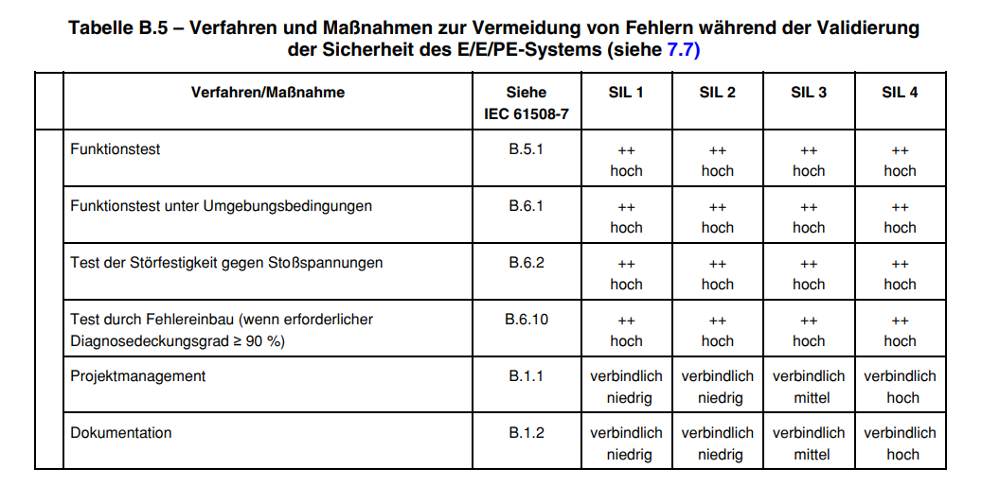 Tabelle B.5 – Verfahren und Maßnahmen zur Vermeidung von Fehlern während der Validierung
der Sicherheit des E/E/PE-Systems (siehe 7.7)
Verfahren/Maßnahme Siehe SIL 1 SIL 2 SIL 3 SIL 4
IEC 61508-7
Funktionstest B.5.1 ++ ++ ++ ++
hoch hoch hoch hoch
Funktionstest unter Umgebungsbedingungen B.6.1 ++ ++ ++ ++
hoch hoch hoch hoch
Test der Störfestigkeit gegen Stoßspannungen B.6.2 ++ ++ ++ ++
hoch hoch hoch hoch
Test durch Fehlereinbau (wenn erforderlicher B.6.10 ++ ++ ++ ++
Diagnosedeckungsgrad ≥ 90 %) hoch hoch hoch hoch
Projektmanagement B.1.1 verbindlich verbindlich verbindlich verbindlich
niedrig niedrig mittel hoch
Dokumentation B.1.2 verbindlich verbindlich verbindlich verbindlich
niedrig niedrig mittel hoch